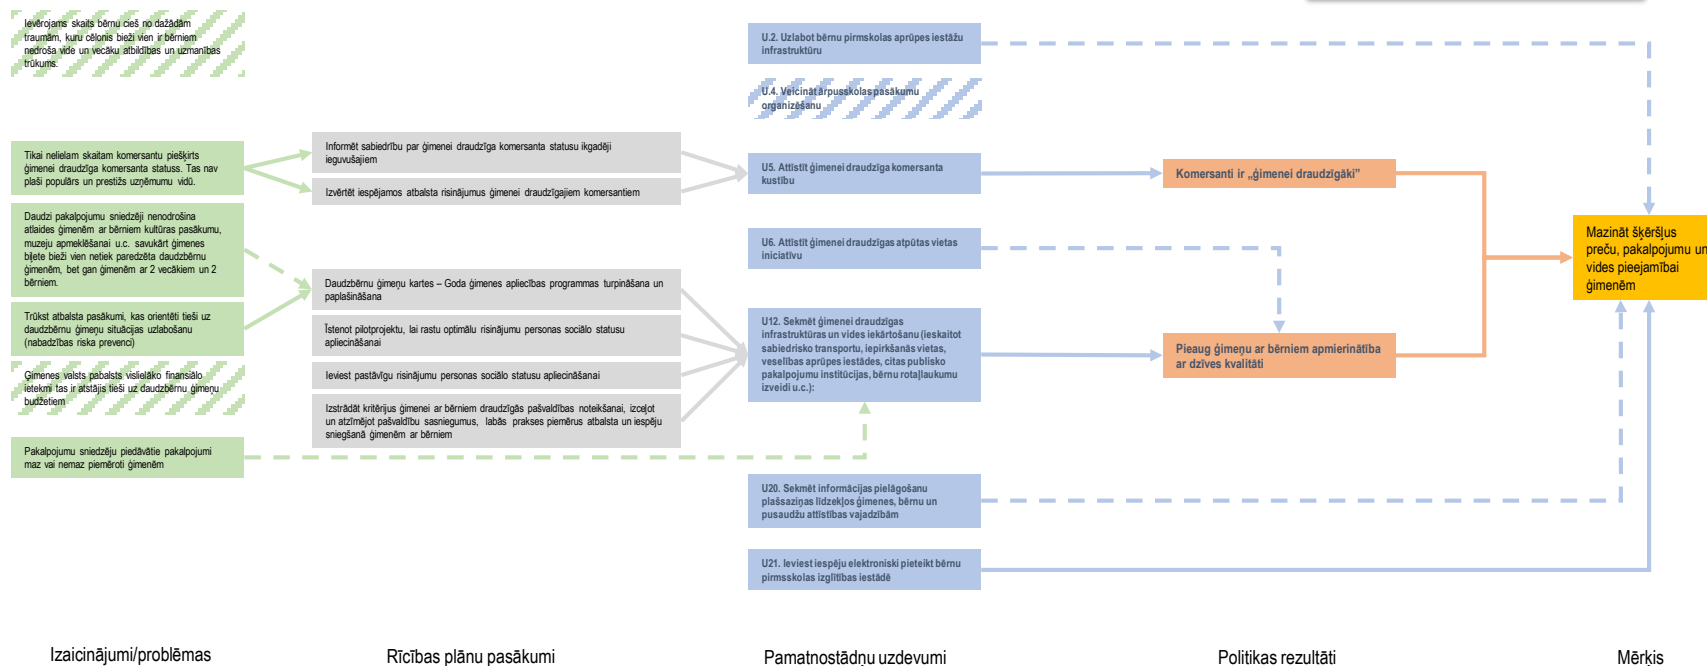 Ievērojams skaits bērnu cieš no dažādām
traumām, kuru cēlonis bieži vien ir bērniem
nedroša vide un vecāku atbildības un uzmanības
trūkums.
Tikai nelielam skaitam komersantu piešķirts
ģimenei draudzīga komersanta statuss. Tas nav
plaši populārs un prestižs uzņēmumu vidū.
Daudzi pakalpojumu sniedzēji nenodrošina
atlaides ģimenēm ar bērniem kultūras pasākumu,
muzeju apmeklēšanai u.c. savukārt ģimenes
biļete bieži vien netiek paredzēta daudzbērnu
ģimenēm, bet gan ģimenēm ar 2 vecākiem un 2
bērniem.
Trūkst atbalsta pasākumi, kas orientēti tieši uz
daudzbērnu ģimeņu situācijas uzlabošanu
(nabadzības riska prevenci)
Ģimenes valsts pabalsts vislielāko finansiālo
ietekmi tas ir atstājis tieši uz daudzbērnu ģimeņu
budžetiem
Pakalpojumu sniedzēju piedāvātie pakalpojumi
maz vai nemaz piemēroti ģimenēm
Izaicinājumi/problēmas
Informēt sabiedrību par ģimenei draudzīga komersanta statusu ikgadēji
ieguvušajiem
Izvērtēt iespējamos atbalsta risinājumus ģimenei draudzīgajiem komersantiem
Daudzbērnu ģimeņu kartes – Goda ģimenes apliecības programmas turpināšana un
paplašināšana
Īstenot pilotprojektu, lai rastu optimālu risinājumu personas sociālo statusu
apliecināšanai
Ieviest pastāvīgu risinājumu personas sociālo statusu apliecināšanai
Izstrādāt kritērijus ģimenei ar bērniem draudzīgās pašvaldības noteikšanai, izceļot
un atzīmējot pašvaldību sasniegumus, labās prakses piemērus atbalsta un iespēju
sniegšanā ģimenēm ar bērniem
Rīcības plānu pasākumi
U.2. Uzlabot bērnu pirmskolas aprūpes iestāžu
infrastruktūru
U.4. Veicināt ārpusskolas pasākumu
organizēšanu
U5. Attīstīt ģimenei draudzīga komersanta
kustību
U6. Attīstīt ģimenei draudzīgas atpūtas vietas
iniciatīvu
U12. Sekmēt ģimenei draudzīgas
infrastruktūras un vides iekārtošanu (ieskaitot
sabiedrisko transportu, iepirkšanās vietas,
veselības aprūpes iestādes, citas publisko
pakalpojumu institūcijas, bērnu rotaļlaukumu
izveidi u.c.):
U20. Sekmēt informācijas pielāgošanu
plašsaziņas līdzekļos ģimenes, bērnu un
pusaudžu attīstības vajadzībām
U21. Ieviest iespēju elektroniski pieteikt bērnu
pirmsskolas izglītības iestādē
Pamatnostādņu uzdevumi
Komersanti ir „ģimenei draudzīgāki”
Pieaug ģimeņu ar bērniem apmierinātība
ar dzīves kvalitāti
Politikas rezultāti
Mazināt šķēršļus
preču, pakalpojumu un
vides pieejamībai
ģimenēm
Mērķis